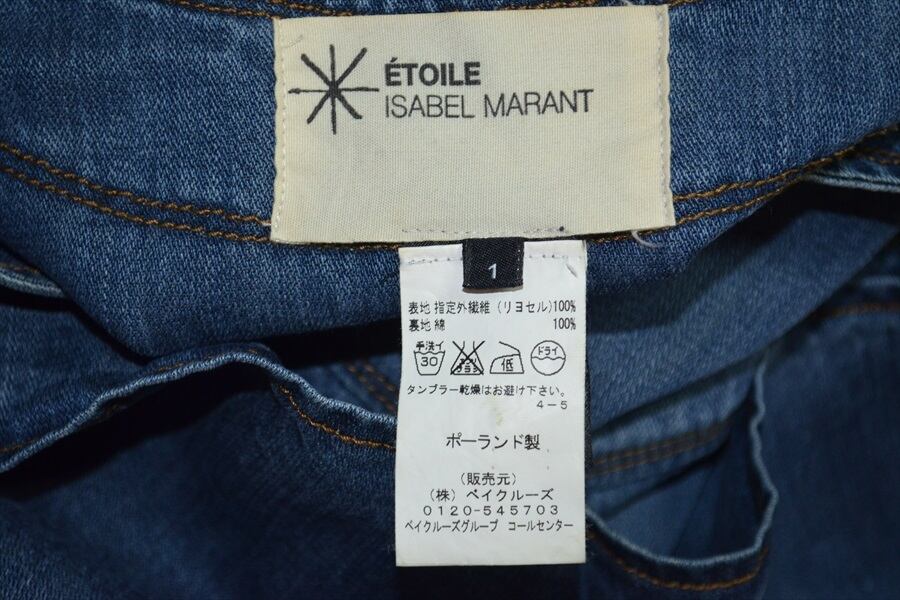 ÉTOILE
ISABEL MARANT
1
表地 指定外繊維 (リヨセル)100%
裏地 綿 100%
手洗イ 30 低 ドライ
タンブラー乾燥はお避け下さい。
4-5
ポーランド製
(販売元)
(株) ベイクルーズ
0120-545703
ベイクルーズグループ コールセンター